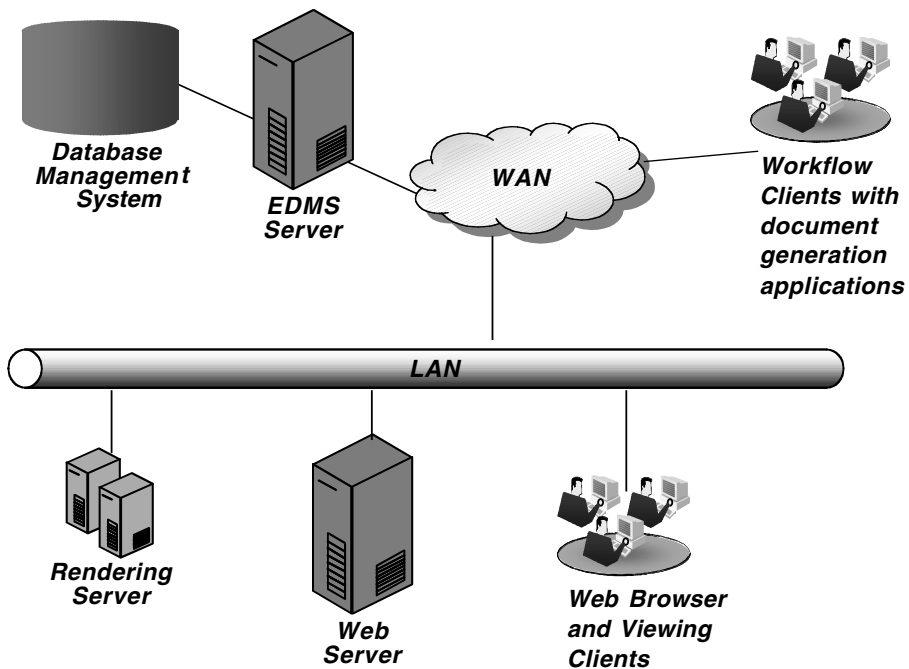 Database
Management
System
EDMS
Server
WAN
Workflow
Clients with
document
generation
applications
LAN
Rendering
Server
Web
Server
Web Browser
and Viewing
Clients